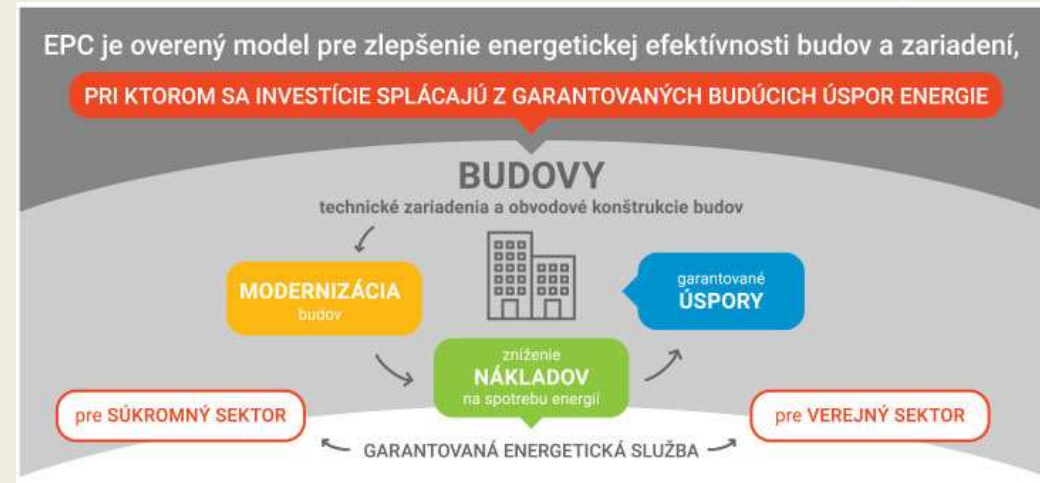 EPC je overený model pre zlepšenie energetickej efektívnosti budov a zariadení,
PRI KTOROM SA INVESTÍCIE SPLÁCAJÚ Z GARANTOVANÝCH BUDÚCICH ÚSPOR ENERGIE
BUDOVY
technické zariadenia a obvodové konštrukcie budov
MODERNIZÁCIA
budov
garantované
ÚSPORY
zníženie
NÁKLADOV
na spotrebu energií
pre SÚKROMNÝ SEKTOR
pre VEREJNÝ SEKTOR
GARANTOVANÁ ENERGETICKÁ SLUŽBA